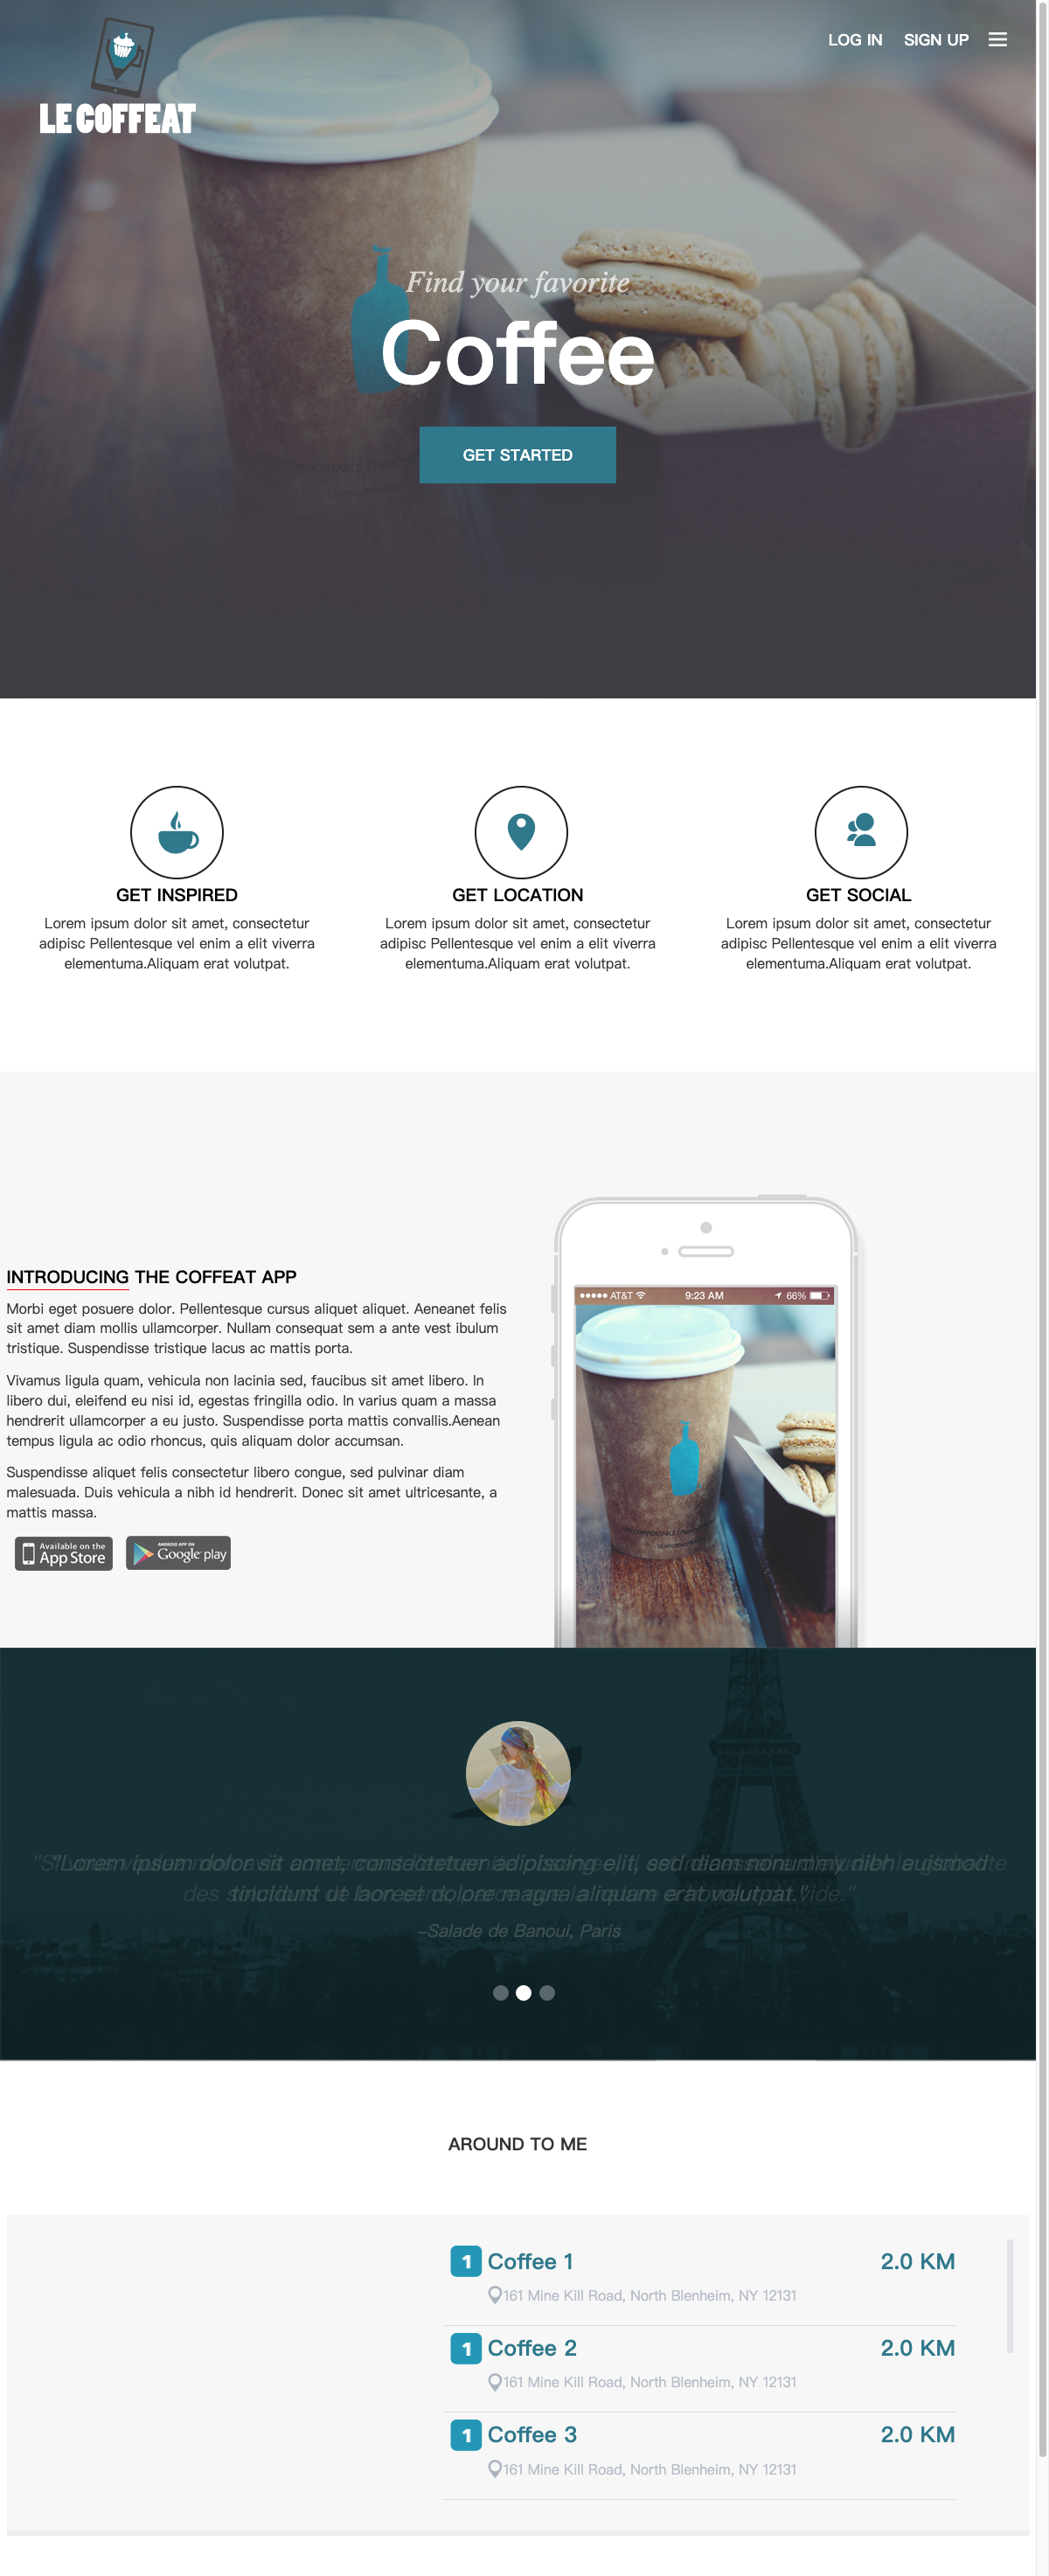 LOG IN SIGN UP
LE COFFEAT
Find your favorite
Coffee
GET STARTED
GET INSPIRED
Lorem ipsum dolor sit amet, consectetur
adipisc Pellentesque vel enim a elit viverra
elementuma.Aliquam erat volutpat.
GET LOCATION
Lorem ipsum dolor sit amet, consectetur
adipisc Pellentesque vel enim a elit viverra
elementuma.Aliquam erat volutpat.
GET SOCIAL
Lorem ipsum dolor sit amet, consectetur
adipisc Pellentesque vel enim a elit viverra
elementuma.Aliquam erat volutpat.
INTRODUCING THE COFFEAT APP
Morbi eget posuere dolor. Pellentesque cursus aliquet aliquet. Aeneanet felis
sit amet diam mollis ullamcorper. Nullam consequat sem a ante vest ibulum
tristique. Suspendisse tristique lacus ac mattis porta.
Vivamus ligula quam, vehicula non lacinia sed, faucibus sit amet libero. In
libero dui, eleifend eu nisi id, egestas fringilla odio. In varius quam a massa
hendrerit ullamcorper a eu justo. Suspendisse porta mattis convallis.Aenean
tempus ligula ac odio rhoncus, quis aliquam dolor accumsan.
Suspendisse aliquet felis consectetur libero congue, sed pulvinar diam
malesuada. Duis vehicula a nibh id hendrerit. Donec sit amet ultricesante, a
mattis massa.
Available on the
App Store
ANDROID APP ON
Google play
AT&T 9:23 AM 66%
"Lorem ipsum dolor sit amet, consectetuer adipiscing elit, sed diam nonummy nibh euismod
tincidunt ut laoreet dolore magna aliquam erat volutpat."
–Salade de Banoui, Paris
AROUND TO ME
1 Coffee 1 2.0 KM
161 Mine Kill Road, North Blenheim, NY 12131
1 Coffee 2 2.0 KM
161 Mine Kill Road, North Blenheim, NY 12131
1 Coffee 3 2.0 KM
161 Mine Kill Road, North Blenheim, NY 12131